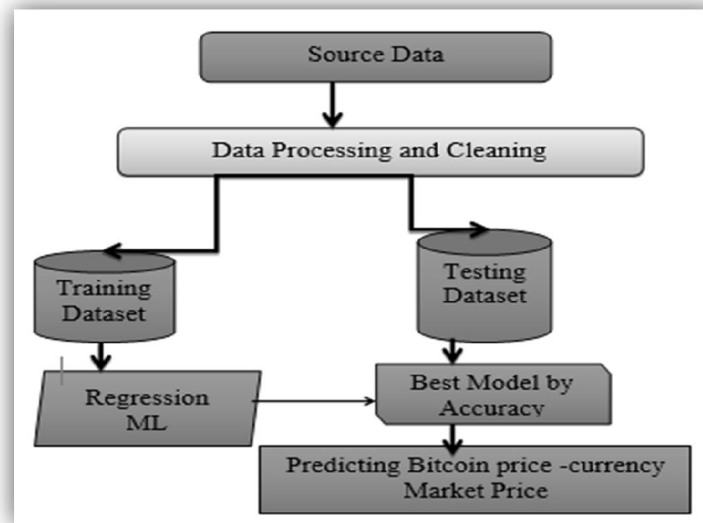 Source Data
Data Processing and Cleaning
Training
Dataset
Testing
Dataset
Regression
ML
Best Model by
Accuracy
Predicting Bitcoin price -currency
Market Price